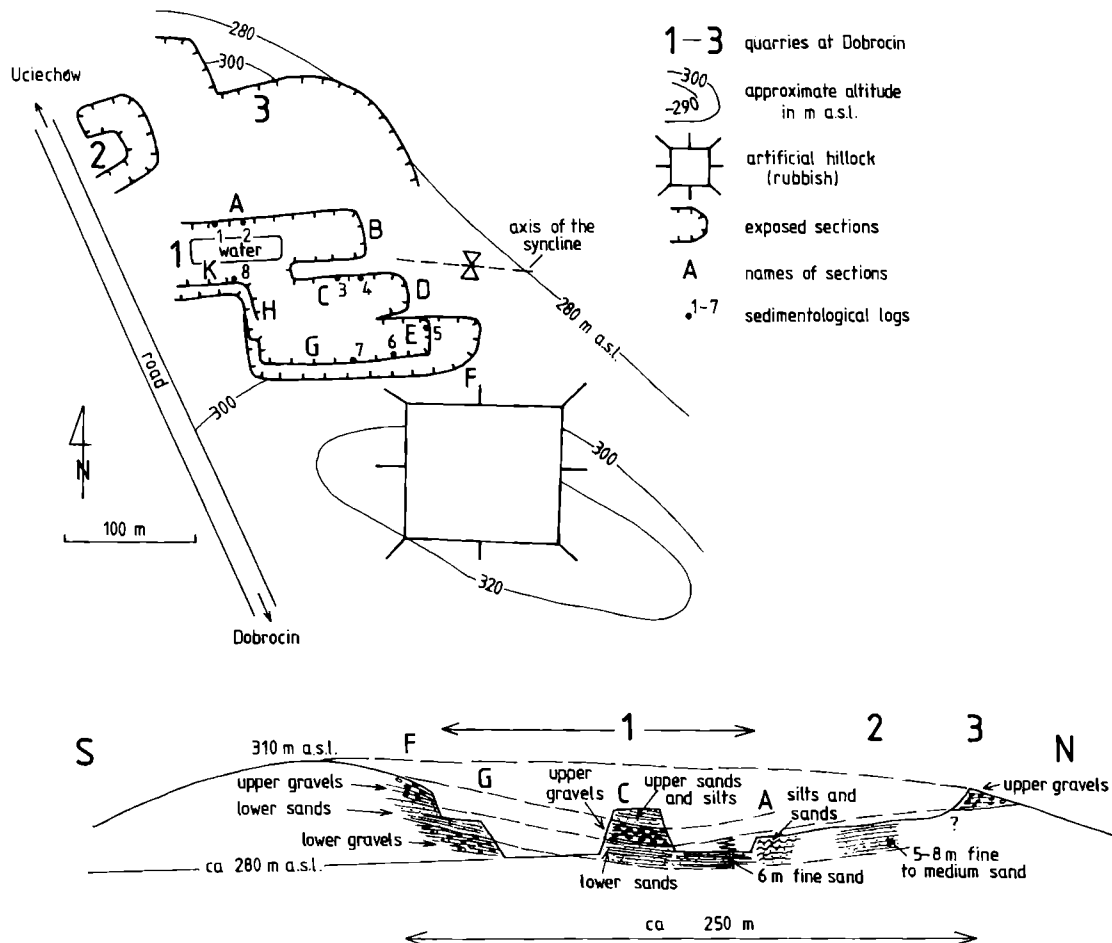 280
300
3
Uciechow
2
A
1—2
water
1
B
K
8
C
3
4
D
H
E
5
G
7
6
F
axis of the
syncline
280 m a.s.l.
road
300
N
100 m
300
320
Dobrocin
1—3 quarries at Dobrocin
300
290
approximate altitude
in m a.s.l.
artificial hillock
(rubbish)
exposed sections
A names of sections
1-7 sedimentological logs
S
310 m a.s.l.
F
1
2
3
N
upper gravels
lower sands
lower gravels
ca 280 m a.s.l.
G
upper
gravels
C
upper sands
and silts
A
silts and
sands
upper gravels
?
lower sands
6 m fine sand
5-8 m fine
to medium sand
ca 250 m